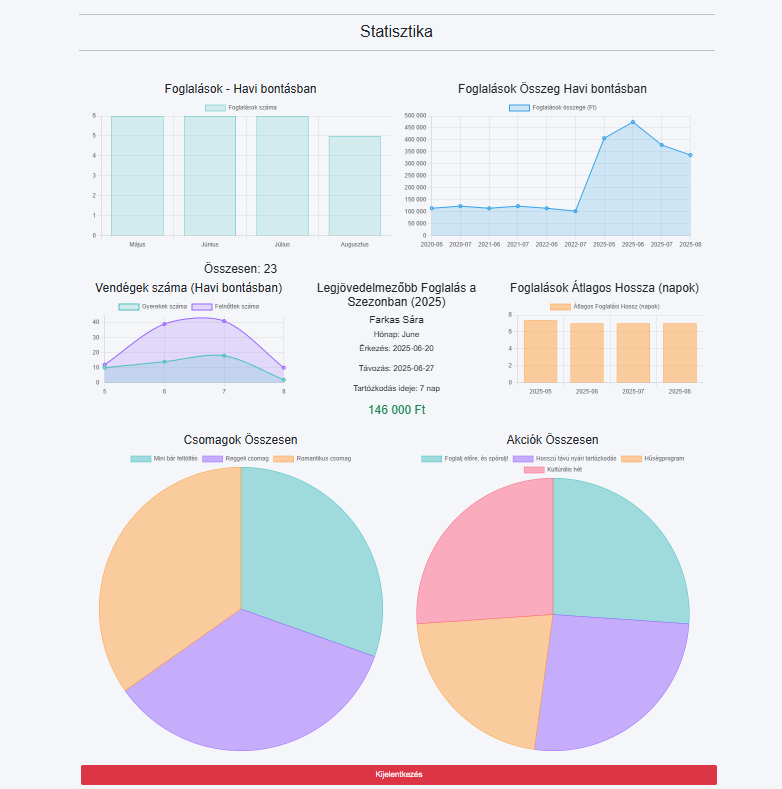 Statisztika
Foglalások - Havi bontásban
Foglalások száma
6
5
4
3
2
1
0
Május Június Július Augusztus
Összesen: 23
Foglalások Összeg Havi bontásban
Foglalások összege (Ft)
500 000
450 000
400 000
350 000
300 000
250 000
200 000
150 000
100 000
50 000
0
2020-06 2020-07 2021-06 2021-07 2022-06 2022-07 2025-05 2025-06 2025-07 2025-08
Vendégek száma (Havi bontásban)
Gyerekek száma Felnőttek száma
40
30
20
10
0
5 6 7 8
Legjövedelmezőbb Foglalás a
Szezonban (2025)
Farkas Sára
Hónap: June
Érkezés: 2025-06-20
Távozás: 2025-06-27
Tartózkodás ideje: 7 nap
146 000 Ft
Foglalások Átlagos Hossza (napok)
Átlagos Foglalási Hossz (napok)
8
6
4
2
0
2025-05 2025-06 2025-07 2025-08
Csomagok Összesen
Mini bár feltöltés Reggeli csomag Romantikus csomag
Akciók Összesen
Foglalj előre, és spórolj! Hosszú távú nyári tartózkodás Hűségprogram
Kultúrális hét
Kijelentkezés